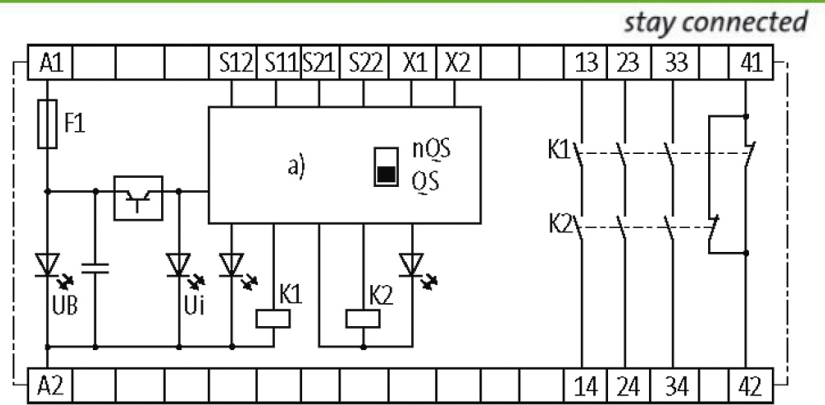 stay connected
A1 S12 S11 S21 S22 X1 X2 13 23 33 41
F1
a)
nQS
QS
K1
K2
UB
Ui
K1
K2
A2 14 24 34 42